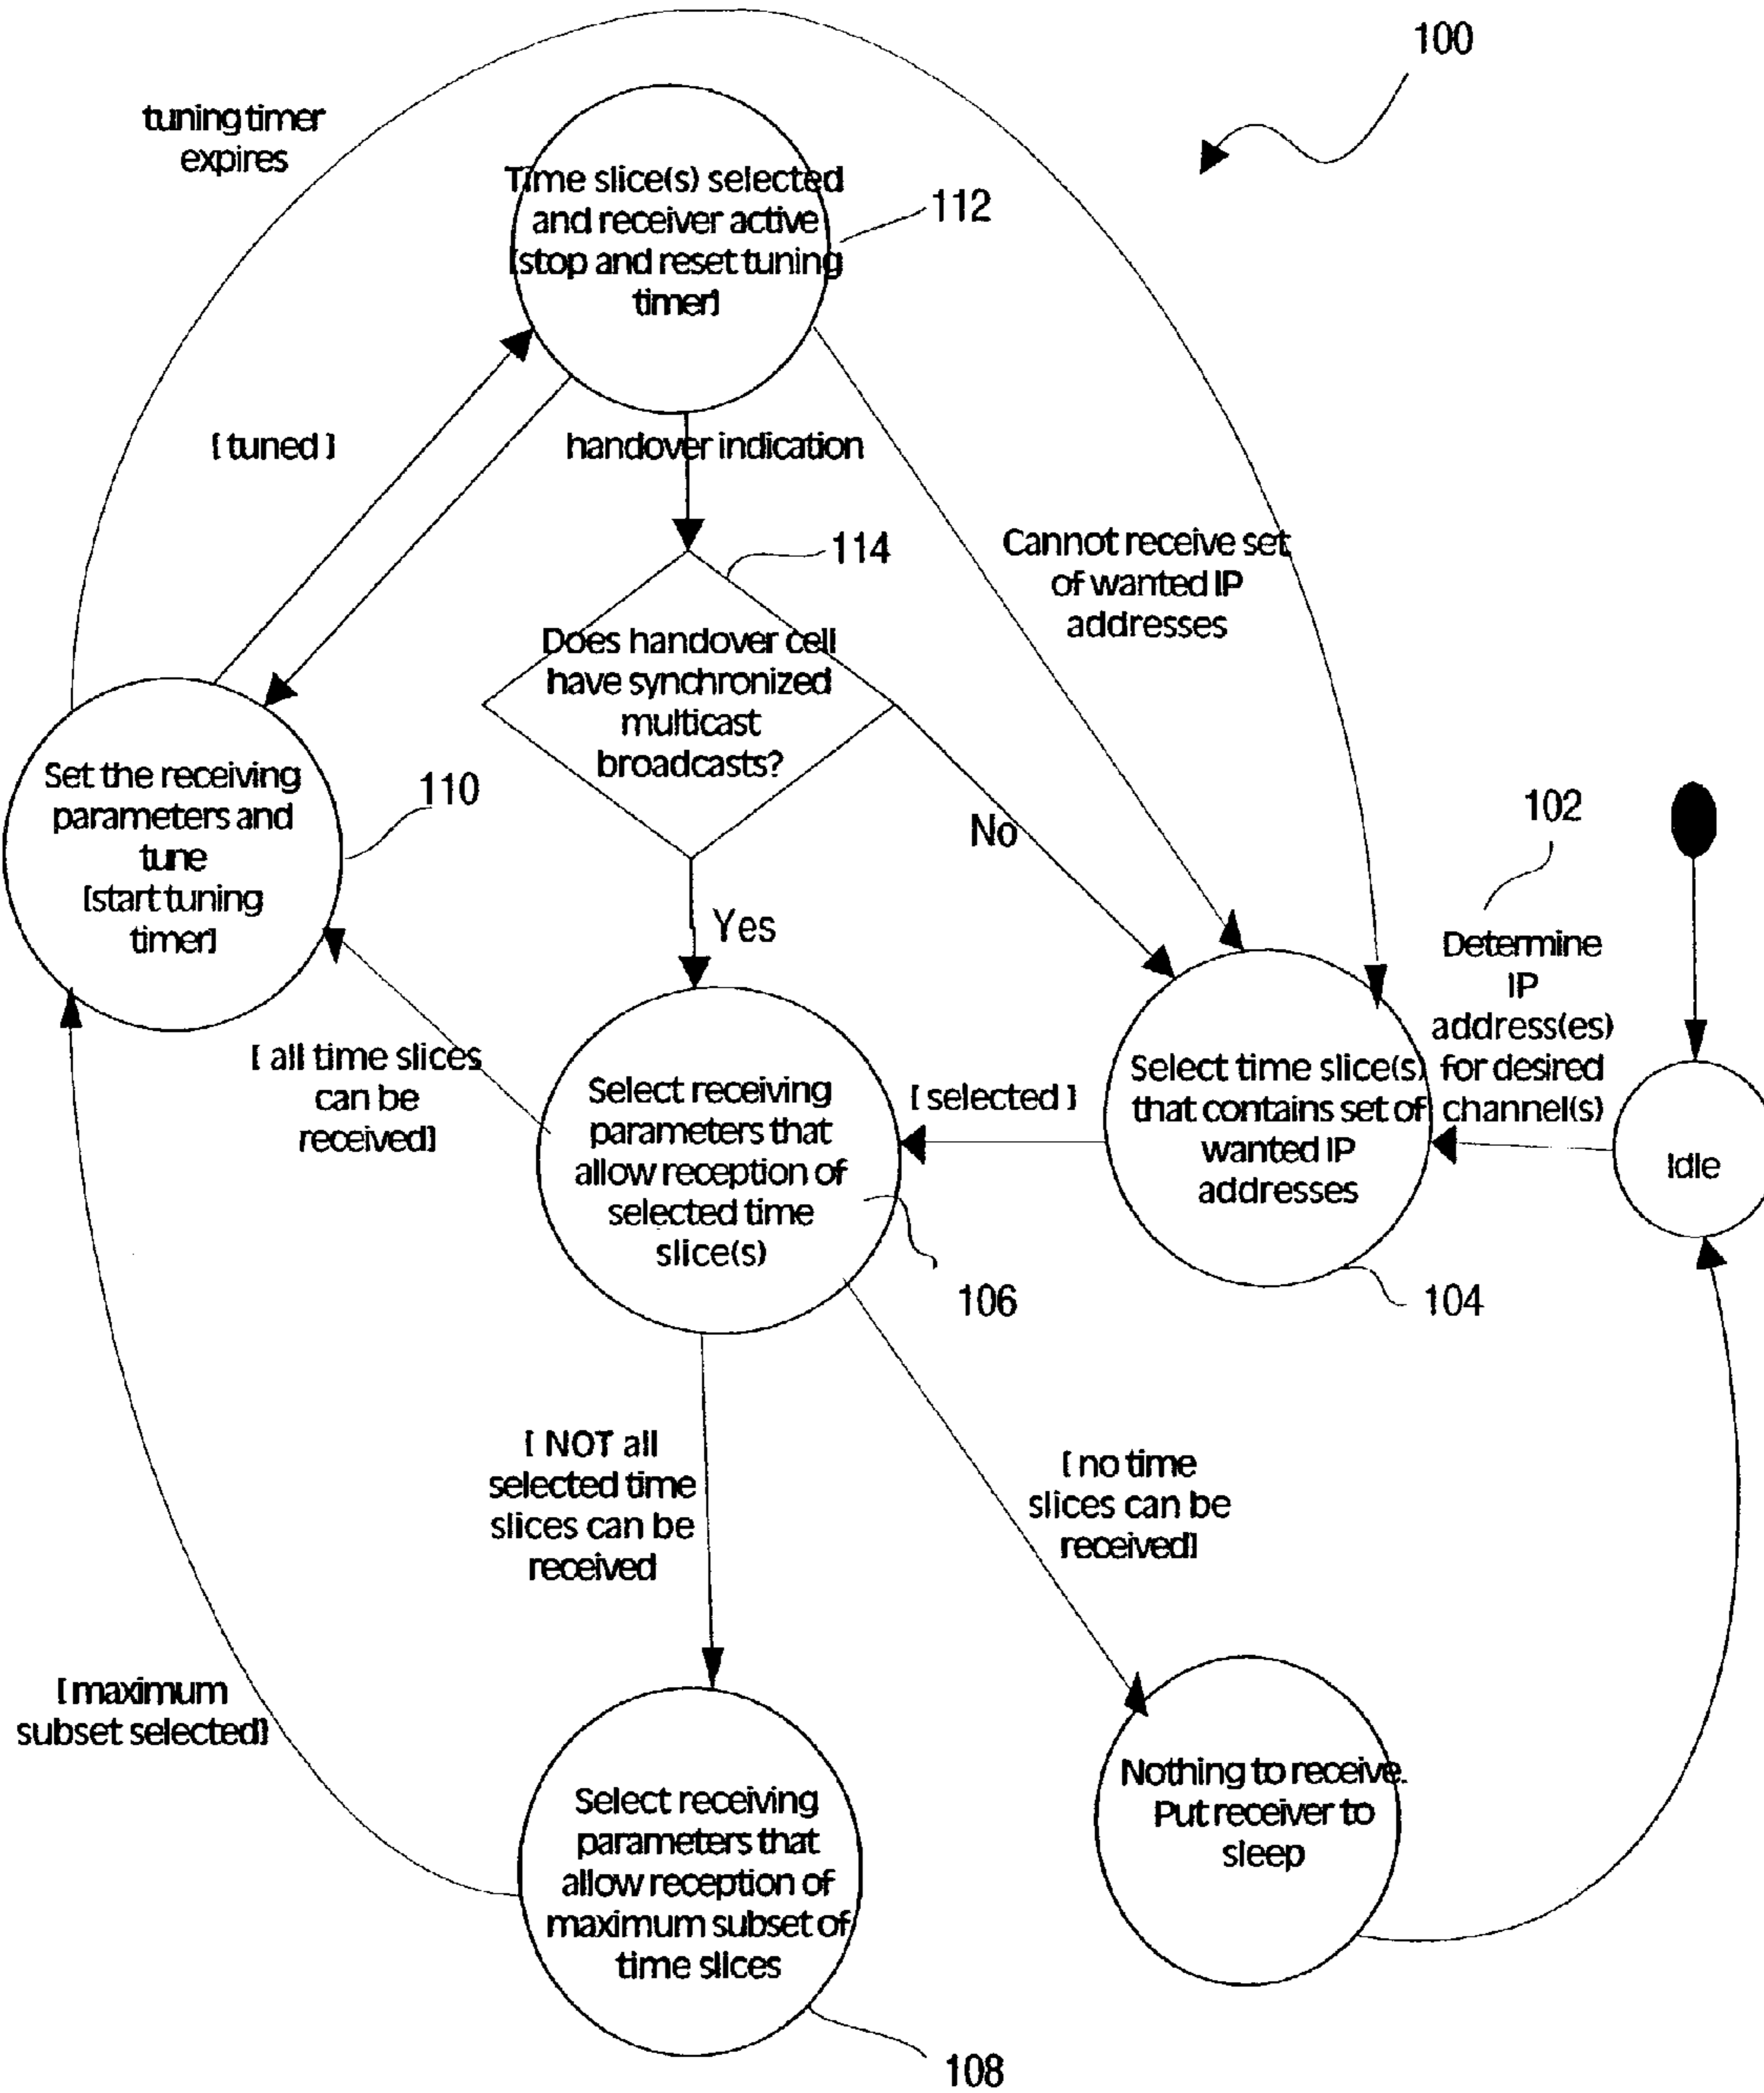 100
tuning timer
expires
Time slice(s) selected
and receiver active
[stop and reset tuning
timer]
112
[ tuned ]
handover indication
114
Cannot receive set
of wanted IP
addresses
Does handover cell
have synchronized
multicast
broadcasts?
Set the receiving
parameters and
tune
[start tuning
timer]
110
No
Yes
102
Determine
IP
address(es)
for desired
channel(s)
[ all time slices
can be
received]
Select receiving
parameters that
allow reception of
selected time
slice(s)
106
[ selected ]
Select time slice(s)
that contains set of
wanted IP
addresses
104
Idle
[ NOT all
selected time
slices can be
received
[ no time
slices can be
received]
[maximum
subset selected]
Select receiving
parameters that
allow reception of
maximum subset of
time slices
108
Nothing to receive.
Put receiver to
sleep